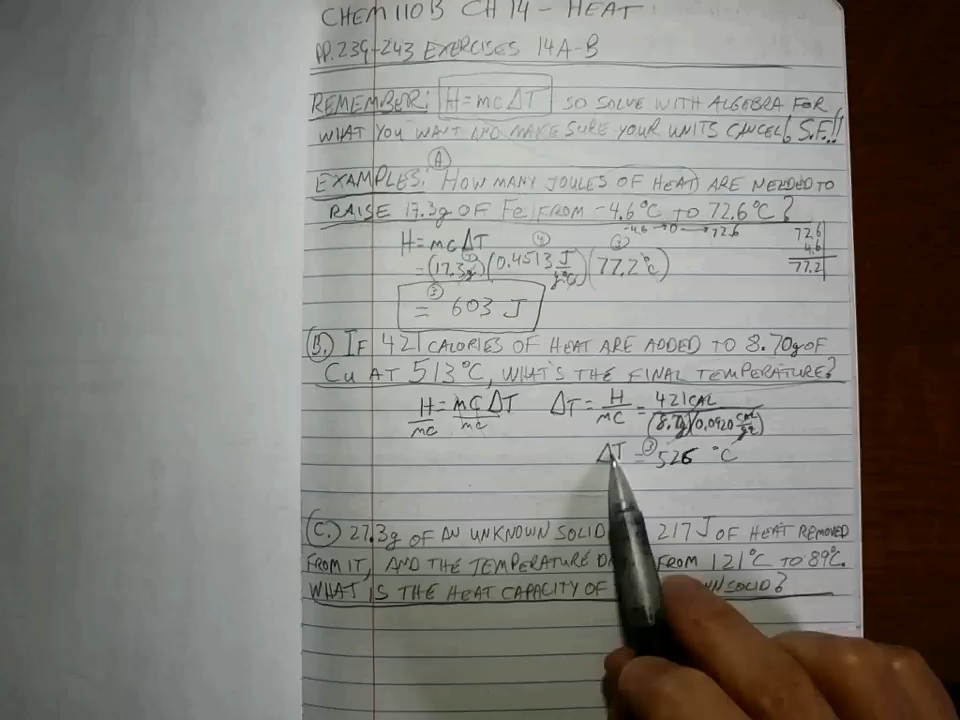 CHEM 110B CH 14 - HEAT
PP. 239-243 EXERCISES 14A-B
REMEMBER: H = mcΔT SO SOLVE WITH ALGEBRA FOR
WHAT YOU WANT AND MAKE SURE YOUR UNITS CANCEL! S.F.!!
EXAMPLES: (A) HOW MANY JOULES OF HEAT ARE NEEDED TO
RAISE 17.3g OF Fe FROM -4.6°C TO 72.6°C?
-4.6 → 0 → 72.6
72.6
4.6
77.2
H = mcΔT
= (17.3g)(0.4513 J/g°C)(77.2°C)
= 603 J
(B.) IF 421 CALORIES OF HEAT ARE ADDED TO 8.70g OF
Cu AT 513°C, WHAT'S THE FINAL TEMPERATURE?
H/mc = mCΔT/mc ΔT = H/mC = 421 CAL/(8.7g)(0.0920 CAL/g°C)
ΔT = 526 °C
(C.) 27.3g OF AN UNKNOWN SOLID 217 J OF HEAT REMOVED
FROM IT, AND THE TEMPERATURE FROM 121°C TO 89°C.
WHAT IS THE HEAT CAPACITY OF SOLID?